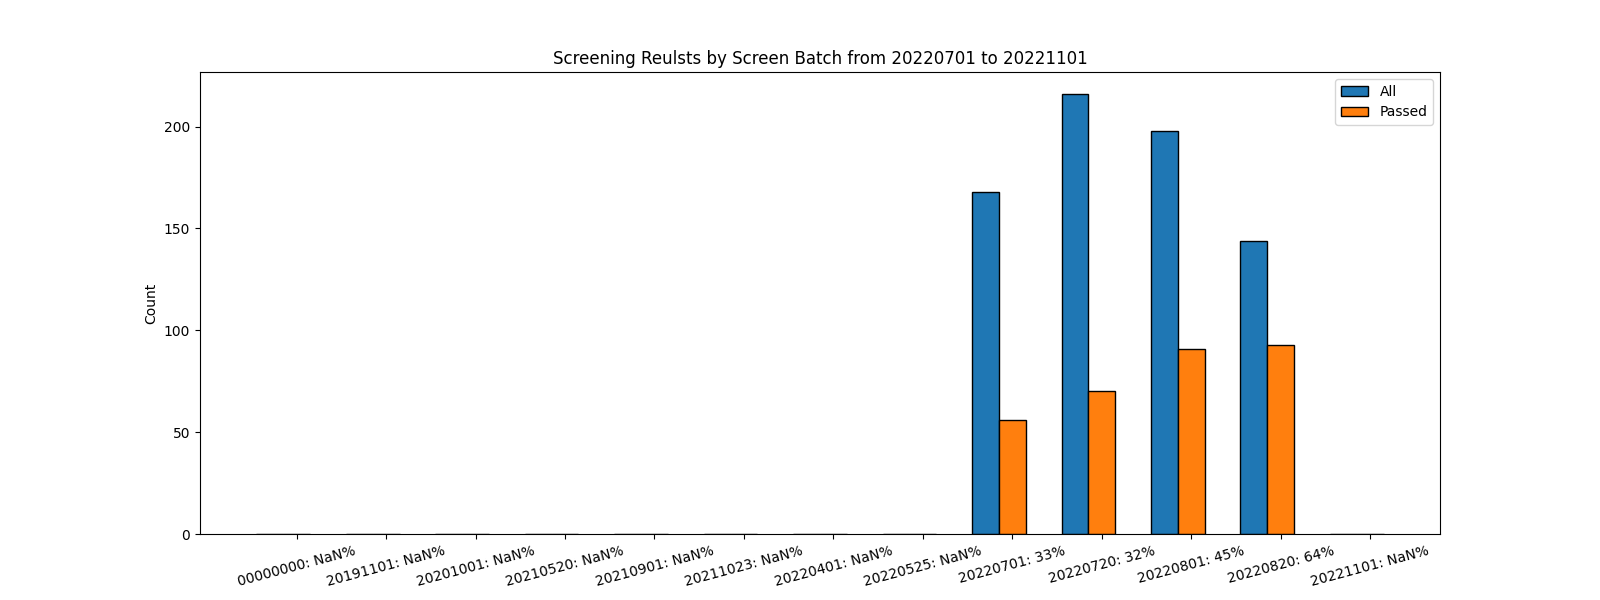 Screening Reulsts by Screen Batch from 20220701 to 20221101
All
Passed
Count
200
150
100
50
0
00000000: NaN%
20191101: NaN%
20201001: NaN%
20210520: NaN%
20210901: NaN%
20211023: NaN%
20220401: NaN%
20220525: NaN%
20220701: 33%
20220720: 32%
20220801: 45%
20220820: 64%
20221101: NaN%